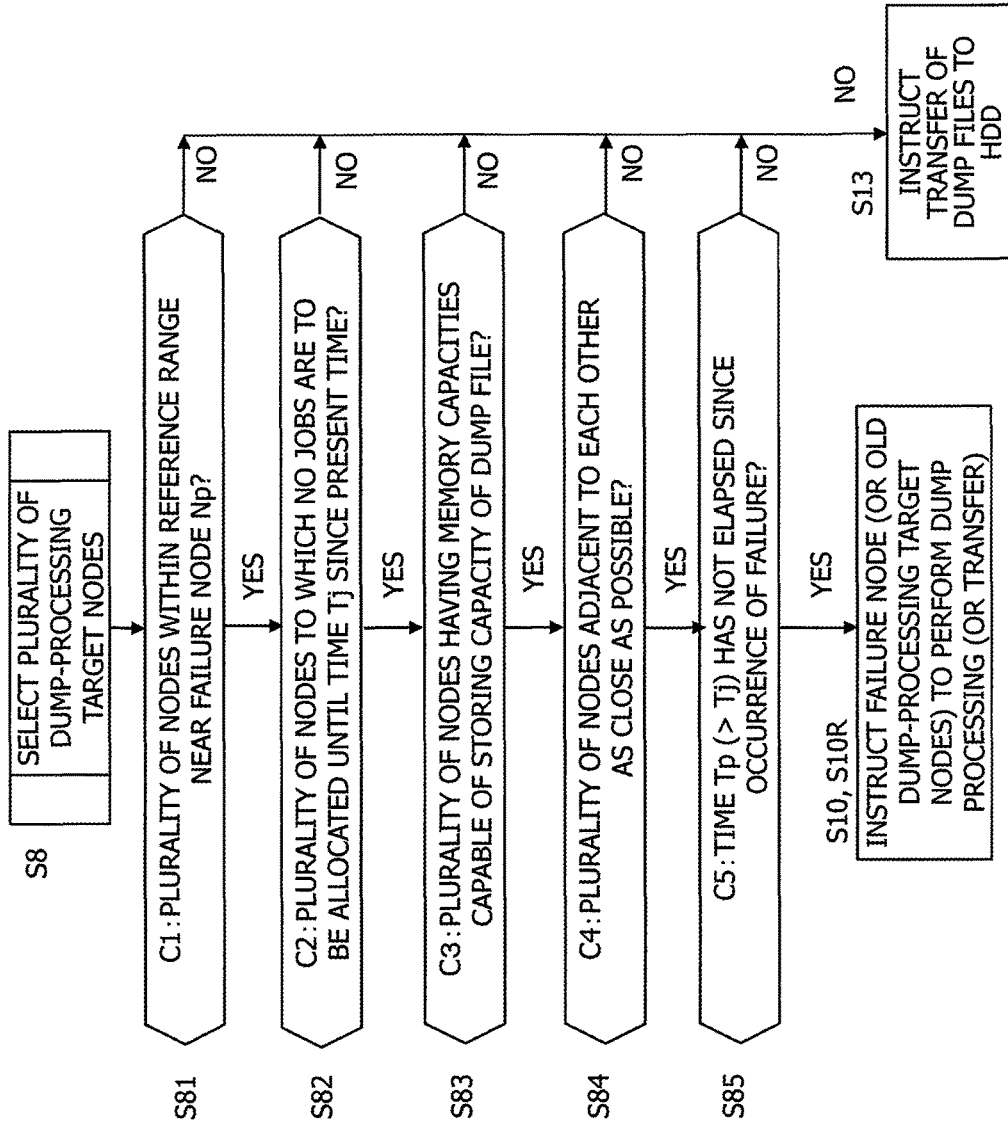 S8
SELECT PLURALITY OF
DUMP-PROCESSING
TARGET NODES
S81
C1:PLURALITY OF NODES WITHIN REFERENCE RANGE
NEAR FAILURE NODE Np?
NO
YES
S82
C2:PLURALITY OF NODES TO WHICH NO JOBS ARE TO
BE ALLOCATED UNTIL TIME Tj SINCE PRESENT TIME?
NO
YES
S83
C3:PLURALITY OF NODES HAVING MEMORY CAPACITIES
CAPABLE OF STORING CAPACITY OF DUMP FILE?
NO
YES
S84
C4:PLURALITY OF NODES ADJACENT TO EACH OTHER
AS CLOSE AS POSSIBLE?
NO
YES
S85
C5:TIME Tp (> Tj) HAS NOT ELAPSED SINCE
OCCURRENCE OF FAILURE?
NO
YES
S10, S10R
INSTRUCT FAILURE NODE (OR OLD
DUMP-PROCESSING TARGET
NODES) TO PERFORM DUMP
PROCESSING (OR TRANSFER)
S13
NO
INSTRUCT
TRANSFER OF
DUMP FILES TO
HDD